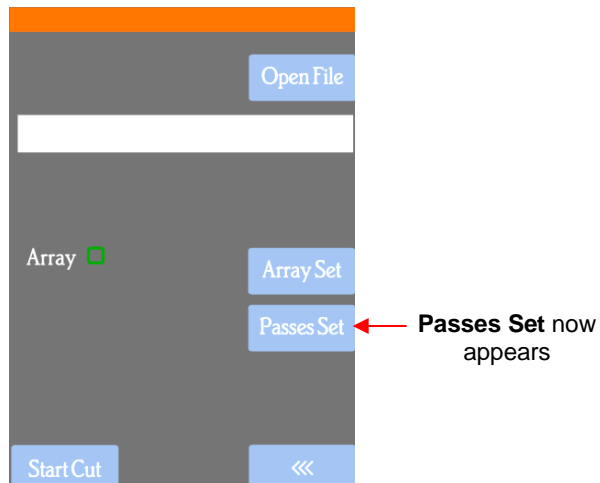 Open File
Array
Array Set
Passes Set
Passes Set now
appears
Start Cut
<<<